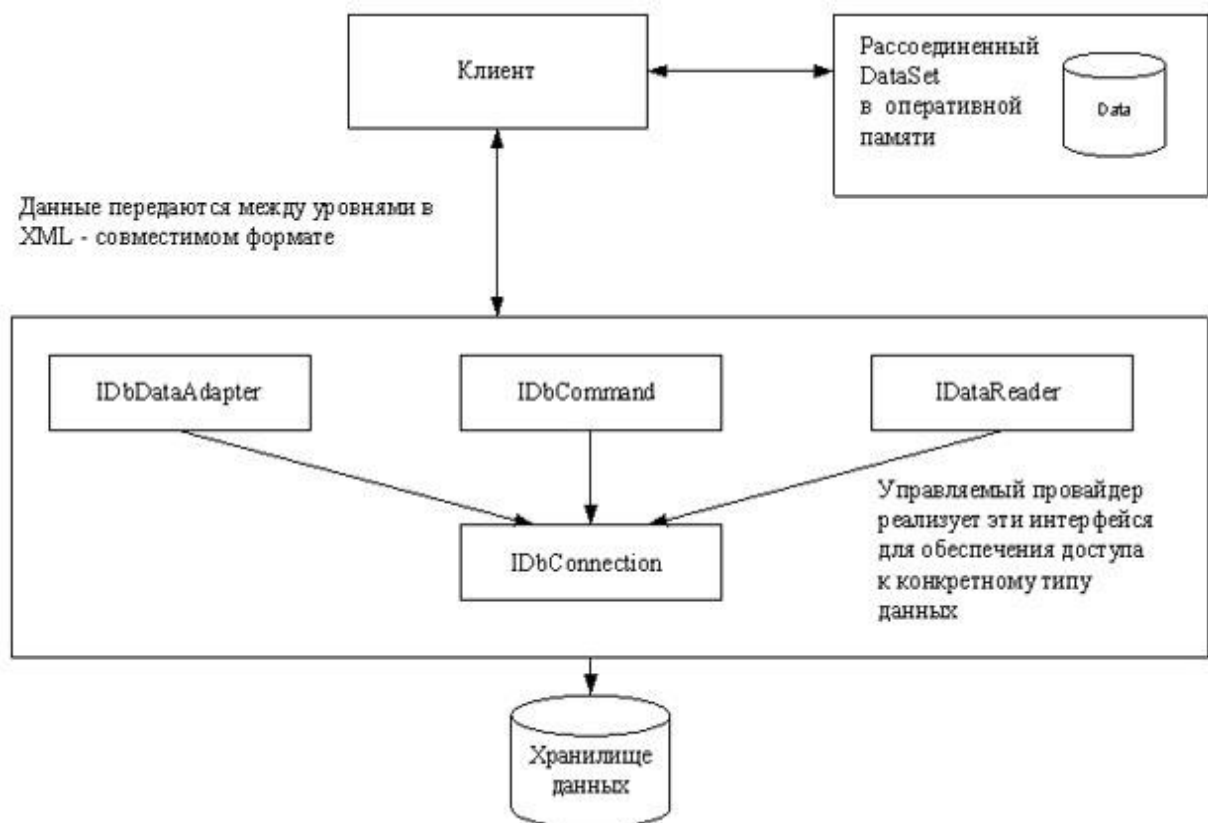 Клиент
Рассоединенный
DataSet
в оперативной
памяти
Data
Данные передаются между уровнями в
XML - совместимом формате
IDbDataAdapter
IDbCommand
IDataReader
IDbConnection
Управляемый провайдер
реализует эти интерфейся
для обеспечения доступа
к конкретному типу
данных
Хранилище
данных